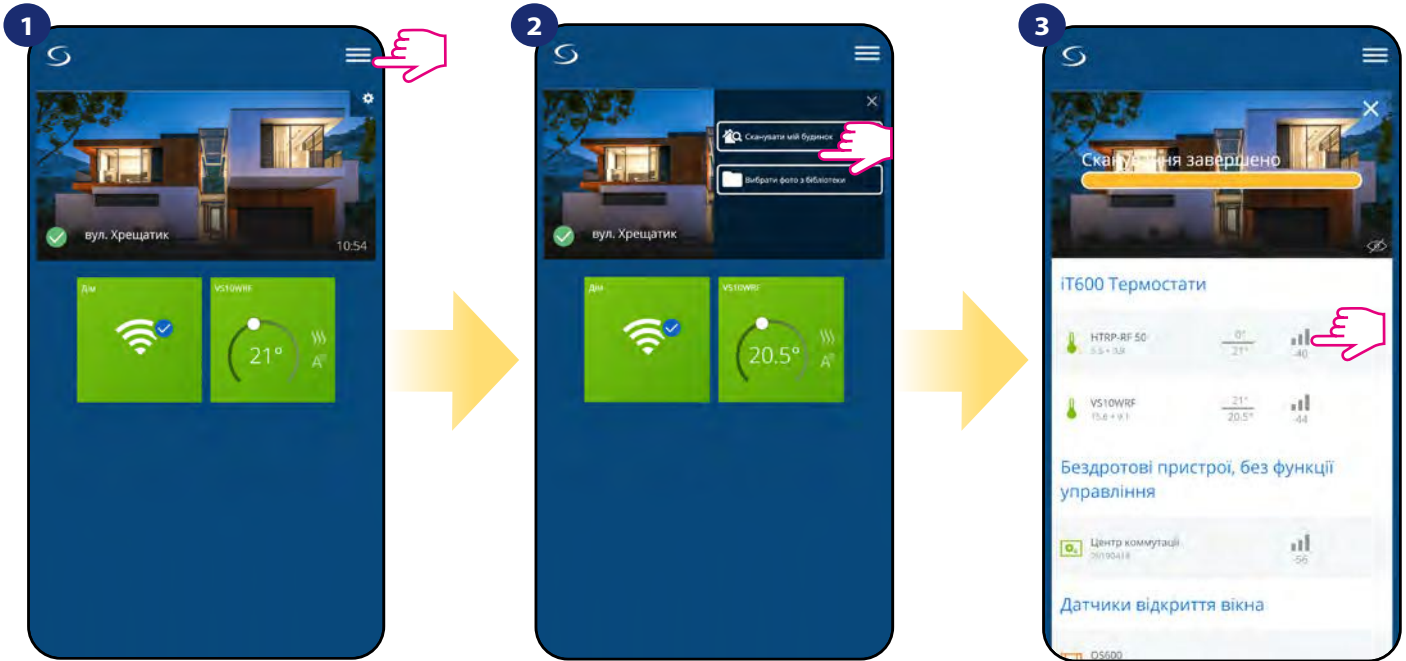 1
вул. Хрещатик
10:54
Дім
VS10WRF
21°
A
2
Сканувати мій будинок
Вибрати фото з бібліотеки
вул. Хрещатик
Дім
VS10WRF
20.5°
A
3
Сканування завершено
iT600 Термостати
HTRP-RF 50
0°
21°
-40
VS10WRF
21°
20.5°
-44
Бездротові пристрої, без функції
управління
Центр коммутації
20190418
-56
Датчики відкриття вікна
OS600